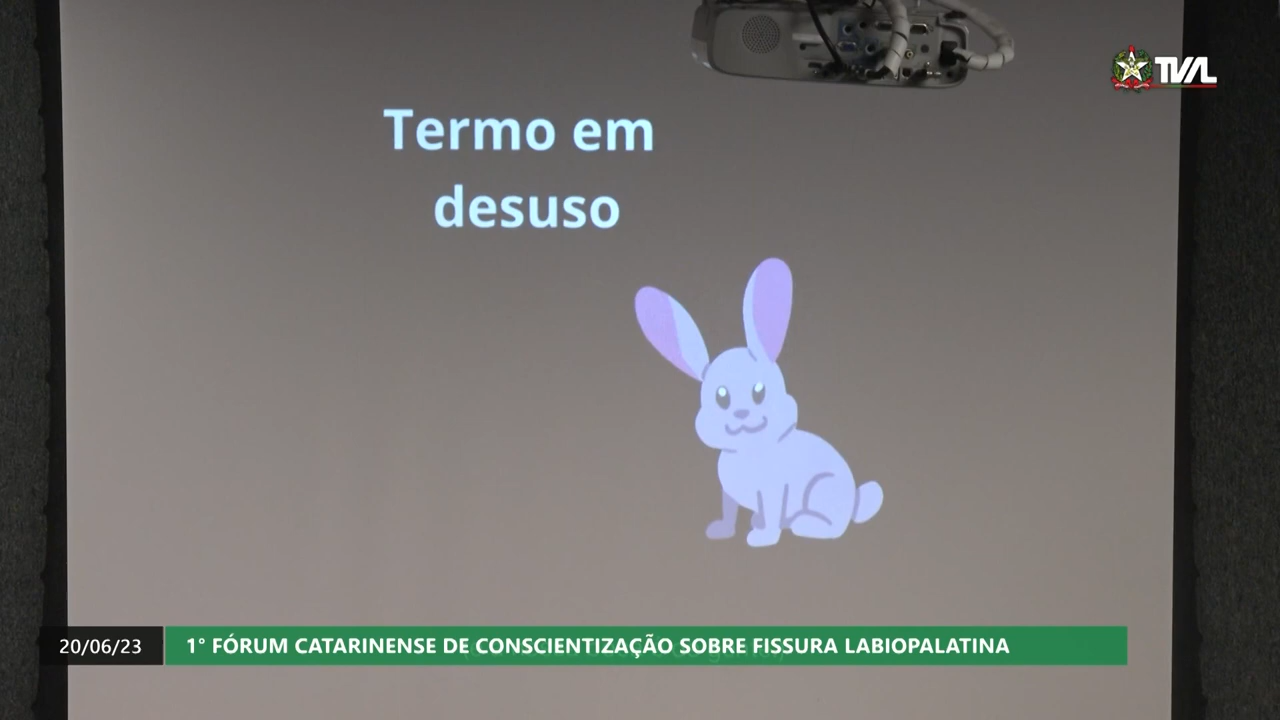 TVAL
Termo em
desuso
20/06/23
1° FÓRUM CATARINENSE DE CONSCIENTIZAÇÃO SOBRE FISSURA LABIOPALATINA